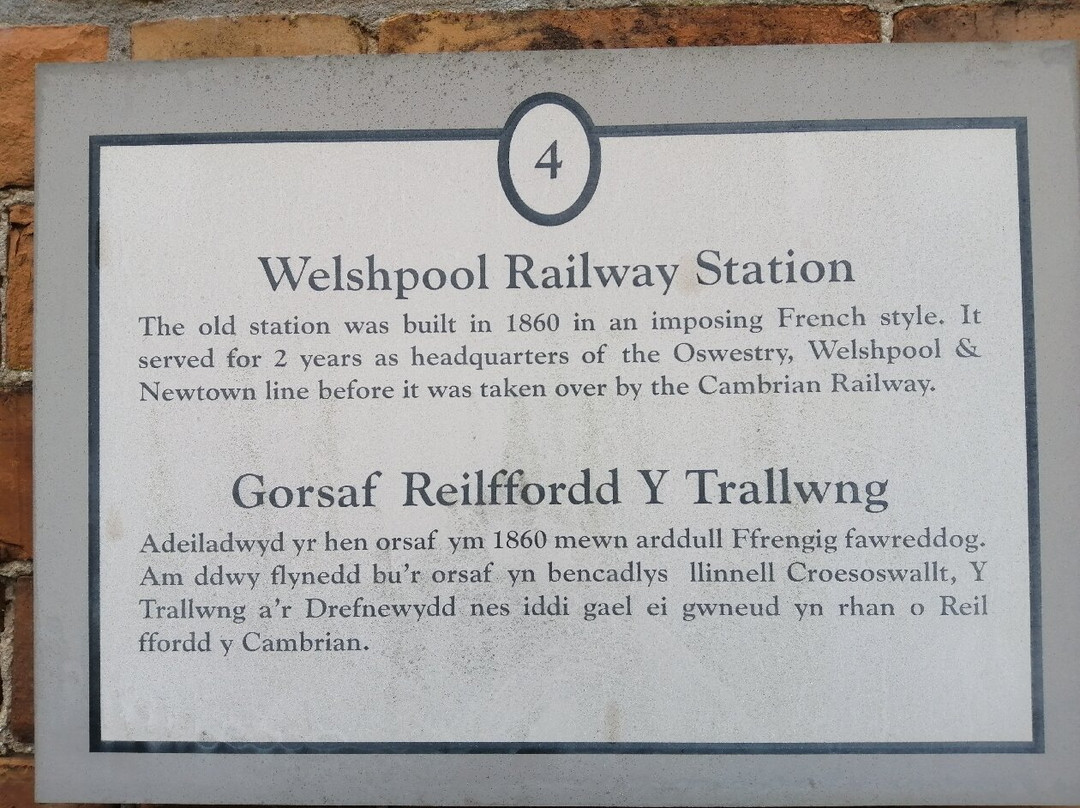 4
Welshpool Railway Station
The old station was built in 1860 in an imposing French style. It
served for 2 years as headquarters of the Oswestry, Welshpool &
Newtown line before it was taken over by the Cambrian Railway.
Gorsaf Reilffordd Y Trallwng
Adeiladwyd yr hen orsaf ym 1860 mewn arddull Ffrengig fawreddog.
Am ddwy flynedd bu'r orsaf yn bencadlys llinnell Croesoswallt, Y
Trallwng a'r Drefnewydd nes iddi gael ei gwneud yn rhan o Reil
ffordd y Cambrian.